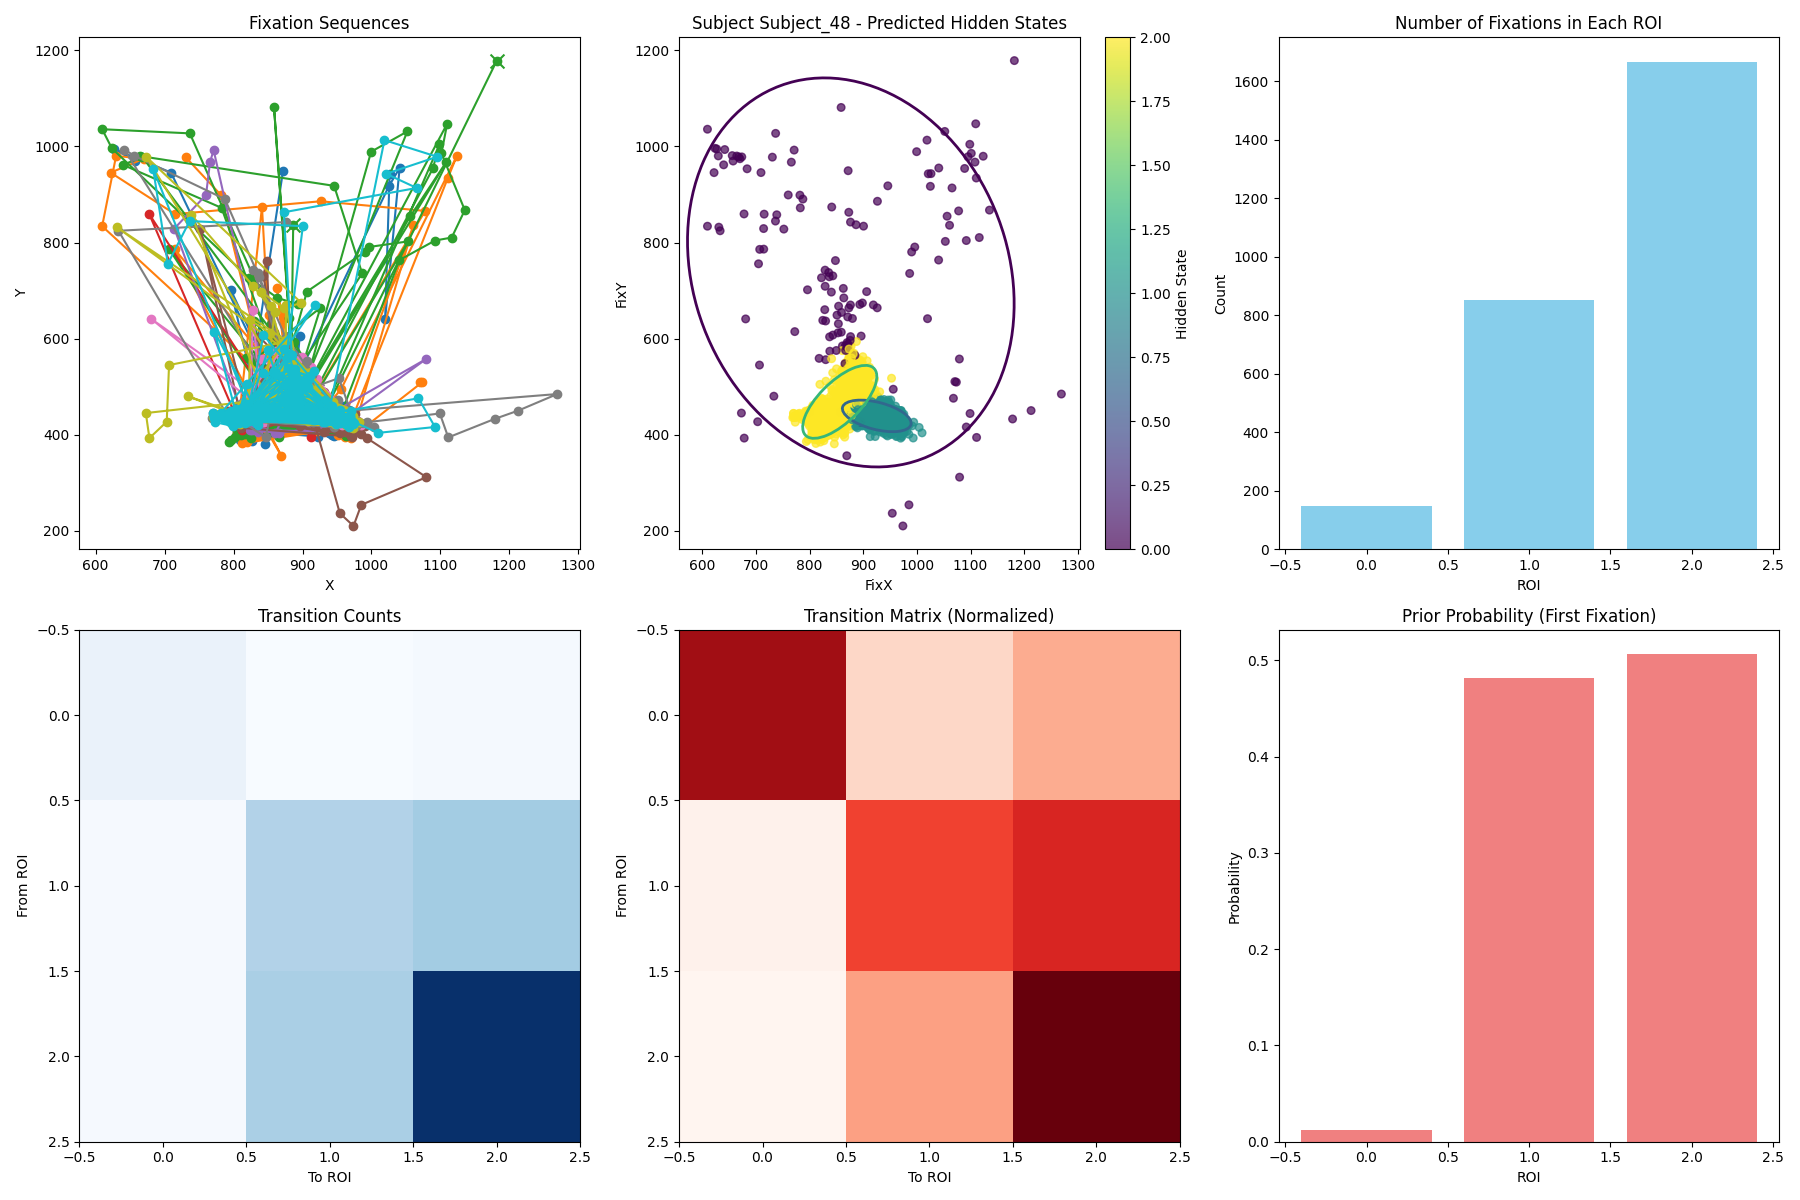 Fixation Sequences
1200
1000
800
600
400
200
Y
600 700 800 900 1000 1100 1200 1300
X
Subject Subject_48 - Predicted Hidden States
1200
1000
800
600
400
200
FixY
600 700 800 900 1000 1100 1200 1300
FixX
2.00
1.75
1.50
1.25
1.00
0.75
0.50
0.25
0.00
Hidden State
Number of Fixations in Each ROI
1600
1400
1200
1000
800
600
400
200
0
Count
−0.5 0.0 0.5 1.0 1.5 2.0 2.5
ROI
Transition Counts
−0.5
0.0
0.5
1.0
1.5
2.0
2.5
From ROI
−0.5 0.0 0.5 1.0 1.5 2.0 2.5
To ROI
Transition Matrix (Normalized)
−0.5
0.0
0.5
1.0
1.5
2.0
2.5
From ROI
−0.5 0.0 0.5 1.0 1.5 2.0 2.5
To ROI
Prior Probability (First Fixation)
0.5
0.4
0.3
0.2
0.1
0.0
Probability
−0.5 0.0 0.5 1.0 1.5 2.0 2.5
ROI